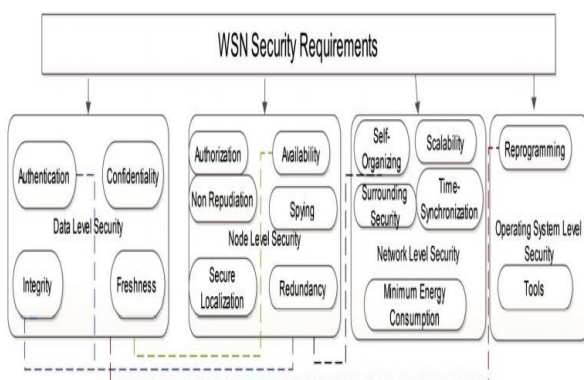 WSN Security Requirements
Authentication
Confidentiality
Data Level Security
Integrity
Freshness
Authorization
Availability
Non Repudiation
Spying
Node Level Security
Secure
Localization
Redundancy
Self-
Organizing
Scalability
Surrounding
Security
Time-
Synchronization
Network Level Security
Minimum Energy
Consumption
Reprogramming
Operating System Level
Security
Tools